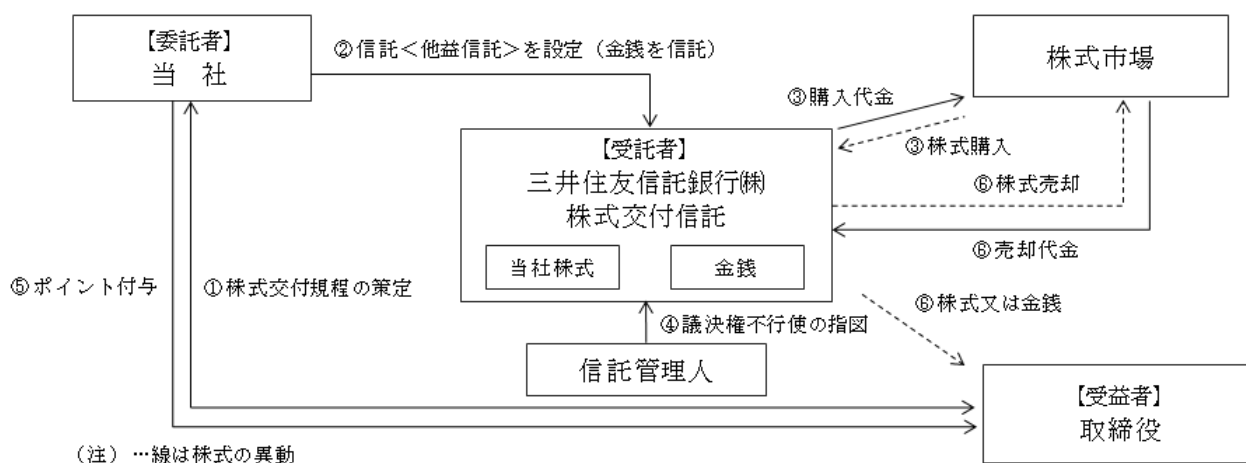 【委託者】
当　社
②信託＜他益信託＞を設定（金銭を信託）
株式市場
③購入代金
③株式購入
【受託者】
三井住友信託銀行㈱
株式交付信託
当社株式
金銭
⑥株式売却
⑥売却代金
⑤ポイント付与
①株式交付規程の策定
④議決権不行使の指図
⑥株式又は金銭
信託管理人
【受益者】
取締役
（注）…線は株式の異動